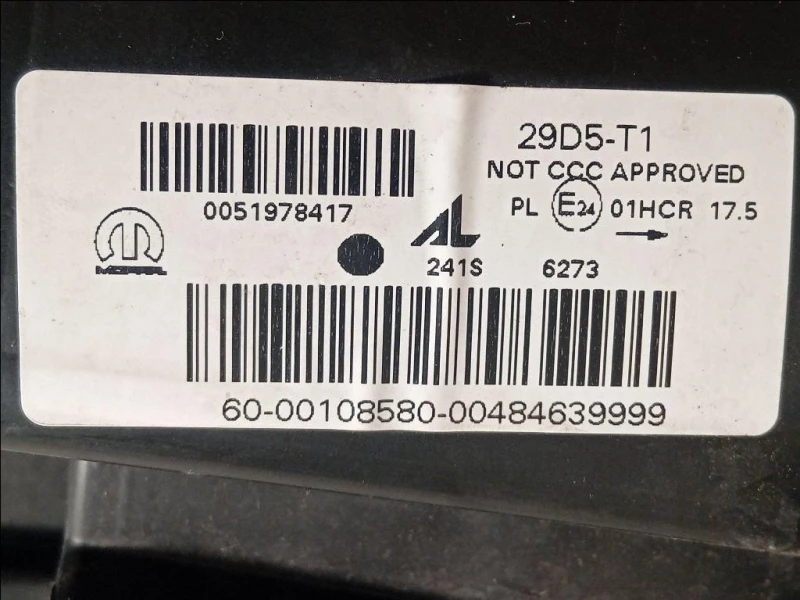 29D5-T1
NOT CCC APPROVED
0051978417
PL E24 01HCR 17.5
MOPAR
AL
241S 6273
60-00108580-00484639999